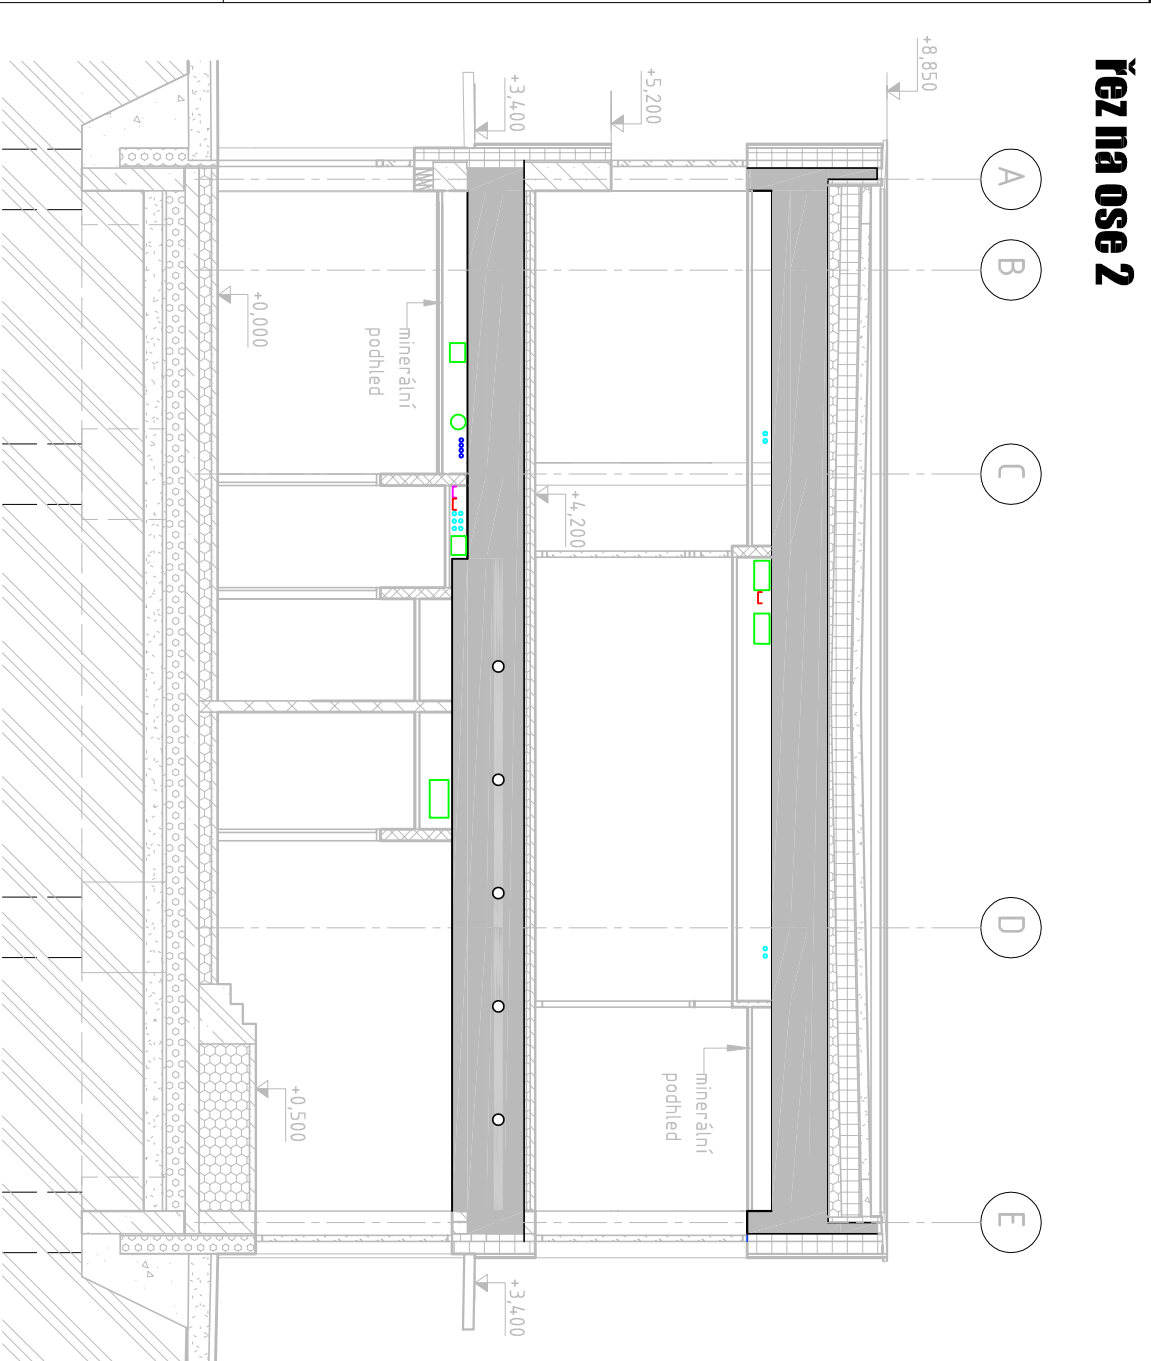 řez na ose 2
A
B
C
D
E
+8,850
+5,200
+3,400
+0,000
minerální
podhled
+4,200
minerální
podhled
+0,500
+3,400